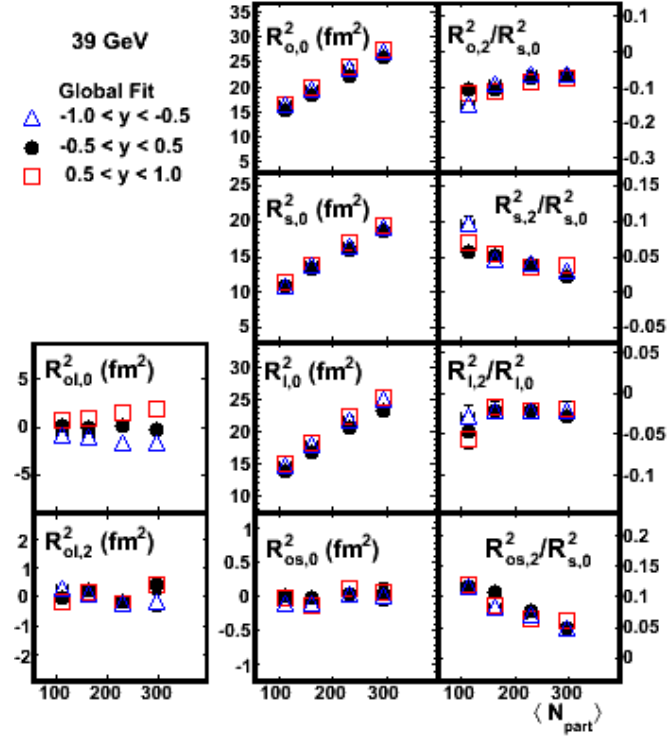 39 GeV
Global Fit
-1.0 < y < -0.5
-0.5 < y < 0.5
0.5 < y < 1.0
R²o,0 (fm²)
35
30
25
20
15
10
5
R²o,2/R²s,0
0.1
0
-0.1
-0.2
-0.3
R²s,0 (fm²)
25
20
15
10
5
R²s,2/R²s,0
0.15
0.1
0.05
0
-0.05
R²ol,0 (fm²)
5
0
-5
R²l,0 (fm²)
30
25
20
15
10
R²l,2/R²l,0
0.05
0
-0.05
-0.1
R²ol,2 (fm²)
2
1
0
-1
-2
100 200 300
R²os,0 (fm²)
1
0.5
0
-0.5
-1
100 200 300
R²os,2/R²s,0
0.2
0.15
0.1
0.05
0
100 200 300
⟨ Npart ⟩